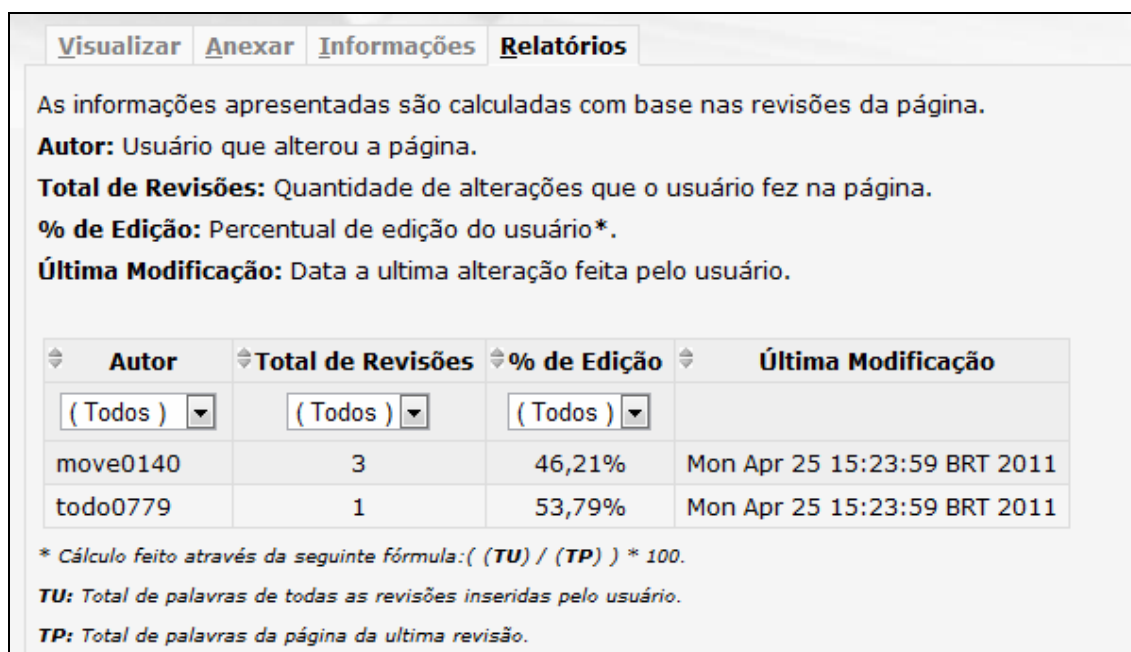 Visualizar Anexar Informações Relatórios
As informações apresentadas são calculadas com base nas revisões da página.
Autor: Usuário que alterou a página.
Total de Revisões: Quantidade de alterações que o usuário fez na página.
% de Edição: Percentual de edição do usuário*.
Última Modificação: Data a ultima alteração feita pelo usuário.
Autor Total de Revisões % de Edição Última Modificação
( Todos ) ( Todos ) ( Todos )
move0140 3 46,21% Mon Apr 25 15:23:59 BRT 2011
todo0779 1 53,79% Mon Apr 25 15:23:59 BRT 2011
* Cálculo feito através da seguinte fórmula:( (TU) / (TP) ) * 100.
TU: Total de palavras de todas as revisões inseridas pelo usuário.
TP: Total de palavras da página da ultima revisão.